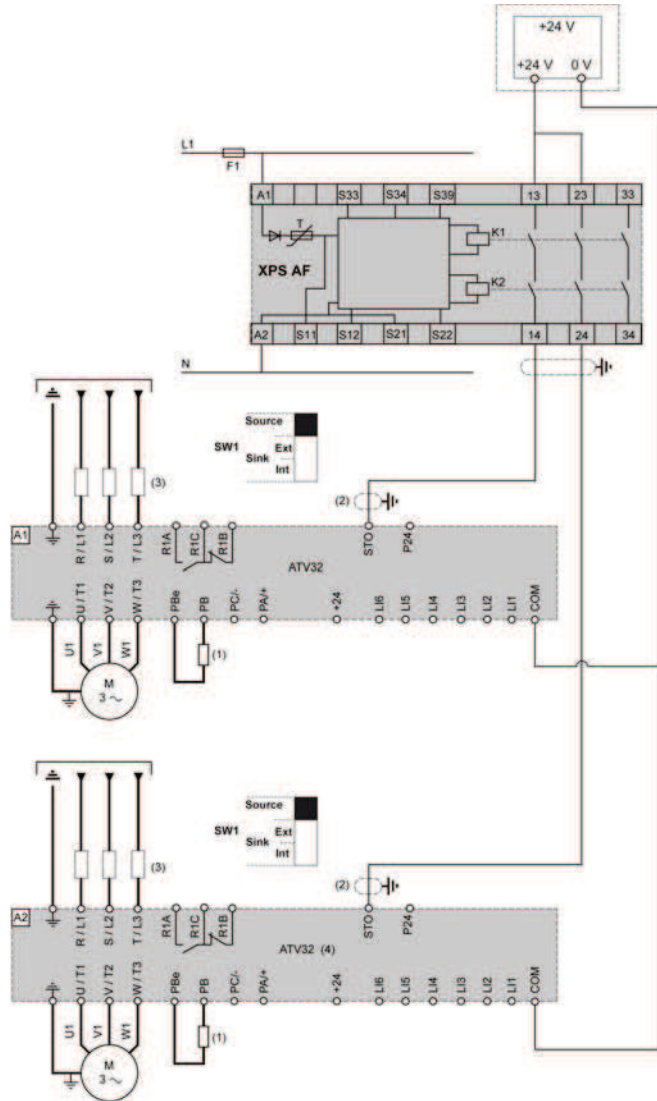 +24 V
+24 V 0 V
L1
F1
A1 S33 S34 S39 13 23 33
T
K1
XPS AF
K2
A2 S11 S12 S21 S22 14 24 34
N
Source
SW1 Sink Ext
Int
(3)
(2)
A1
R / L1 S / L2 T / L3 R1A R1C R1B STO P24
ATV32
U / T1 V / T2 W / T3 PBe PB PC/- PA/+ +24 LI6 LI5 LI4 LI3 LI2 LI1 COM
U1 V1 W1
(1)
M
3 ~
Source
SW1 Sink Ext
Int
(3)
(2)
A2
R / L1 S / L2 T / L3 R1A R1C R1B STO P24
ATV32 (4)
U / T1 V / T2 W / T3 PBe PB PC/- PA/+ +24 LI6 LI5 LI4 LI3 LI2 LI1 COM
U1 V1 W1
(1)
M
3 ~